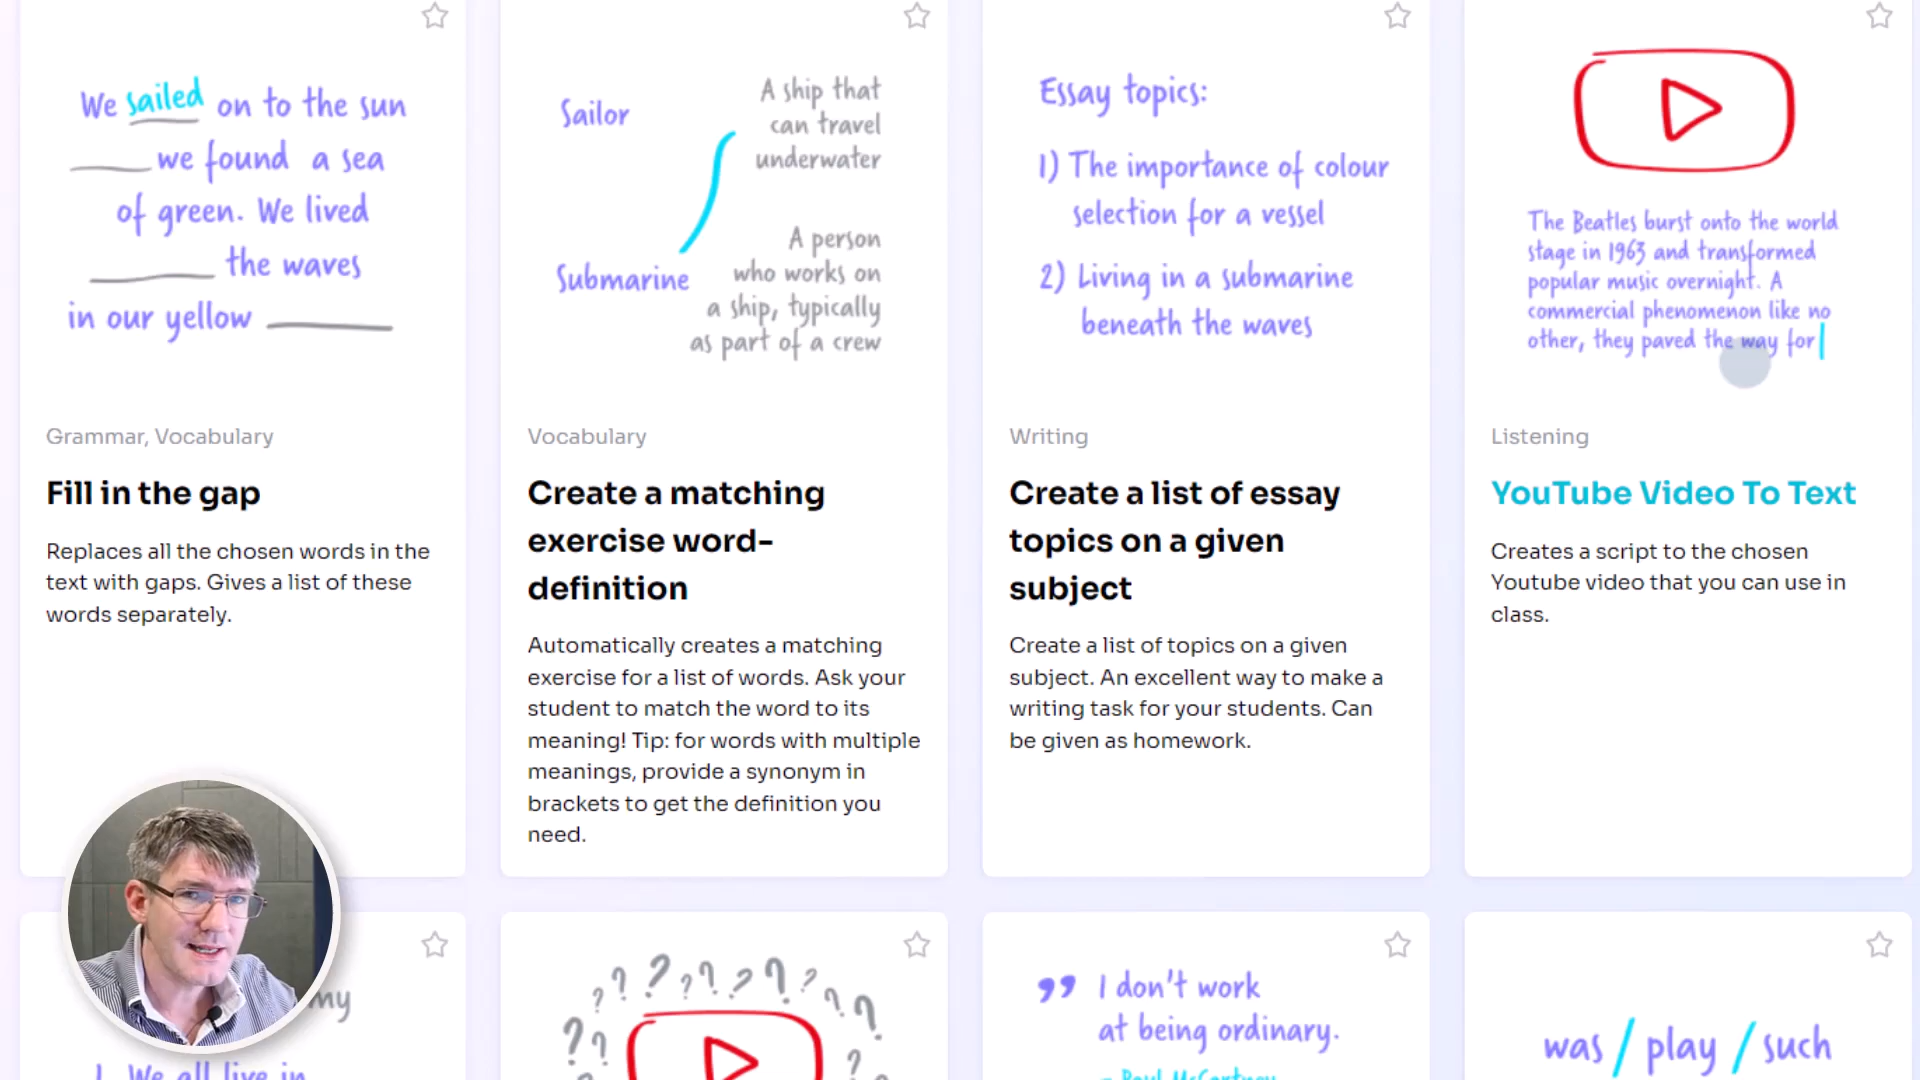 We sailed on to the sun
we found a sea
of green. We lived
the waves
in our yellow
Grammar, Vocabulary
Fill in the gap
Replaces all the chosen words in the
text with gaps. Gives a list of these
words separately.
Sailor
A ship that
can travel
underwater
Submarine
A person
who works on
a ship, typically
as part of a crew
Vocabulary
Create a matching
exercise word-
definition
Automatically creates a matching
exercise for a list of words. Ask your
student to match the word to its
meaning! Tip: for words with multiple
meanings, provide a synonym in
brackets to get the definition you
need.
Essay topics:
1) The importance of colour
selection for a vessel
2) Living in a submarine
beneath the waves
Writing
Create a list of essay
topics on a given
subject
Create a list of topics on a given
subject. An excellent way to make a
writing task for your students. Can
be given as homework.
The Beatles burst onto the world
stage in 1963 and transformed
popular music overnight. A
commercial phenomenon like no
other, they paved the way for
Listening
YouTube Video To Text
Creates a script to the chosen
Youtube video that you can use in
class.
my
1. We all live in
? ? ? ? ? ? ? ? ? ? ? ? ? ?
" I don't work
at being ordinary.
- Paul McCartney
was / play / such